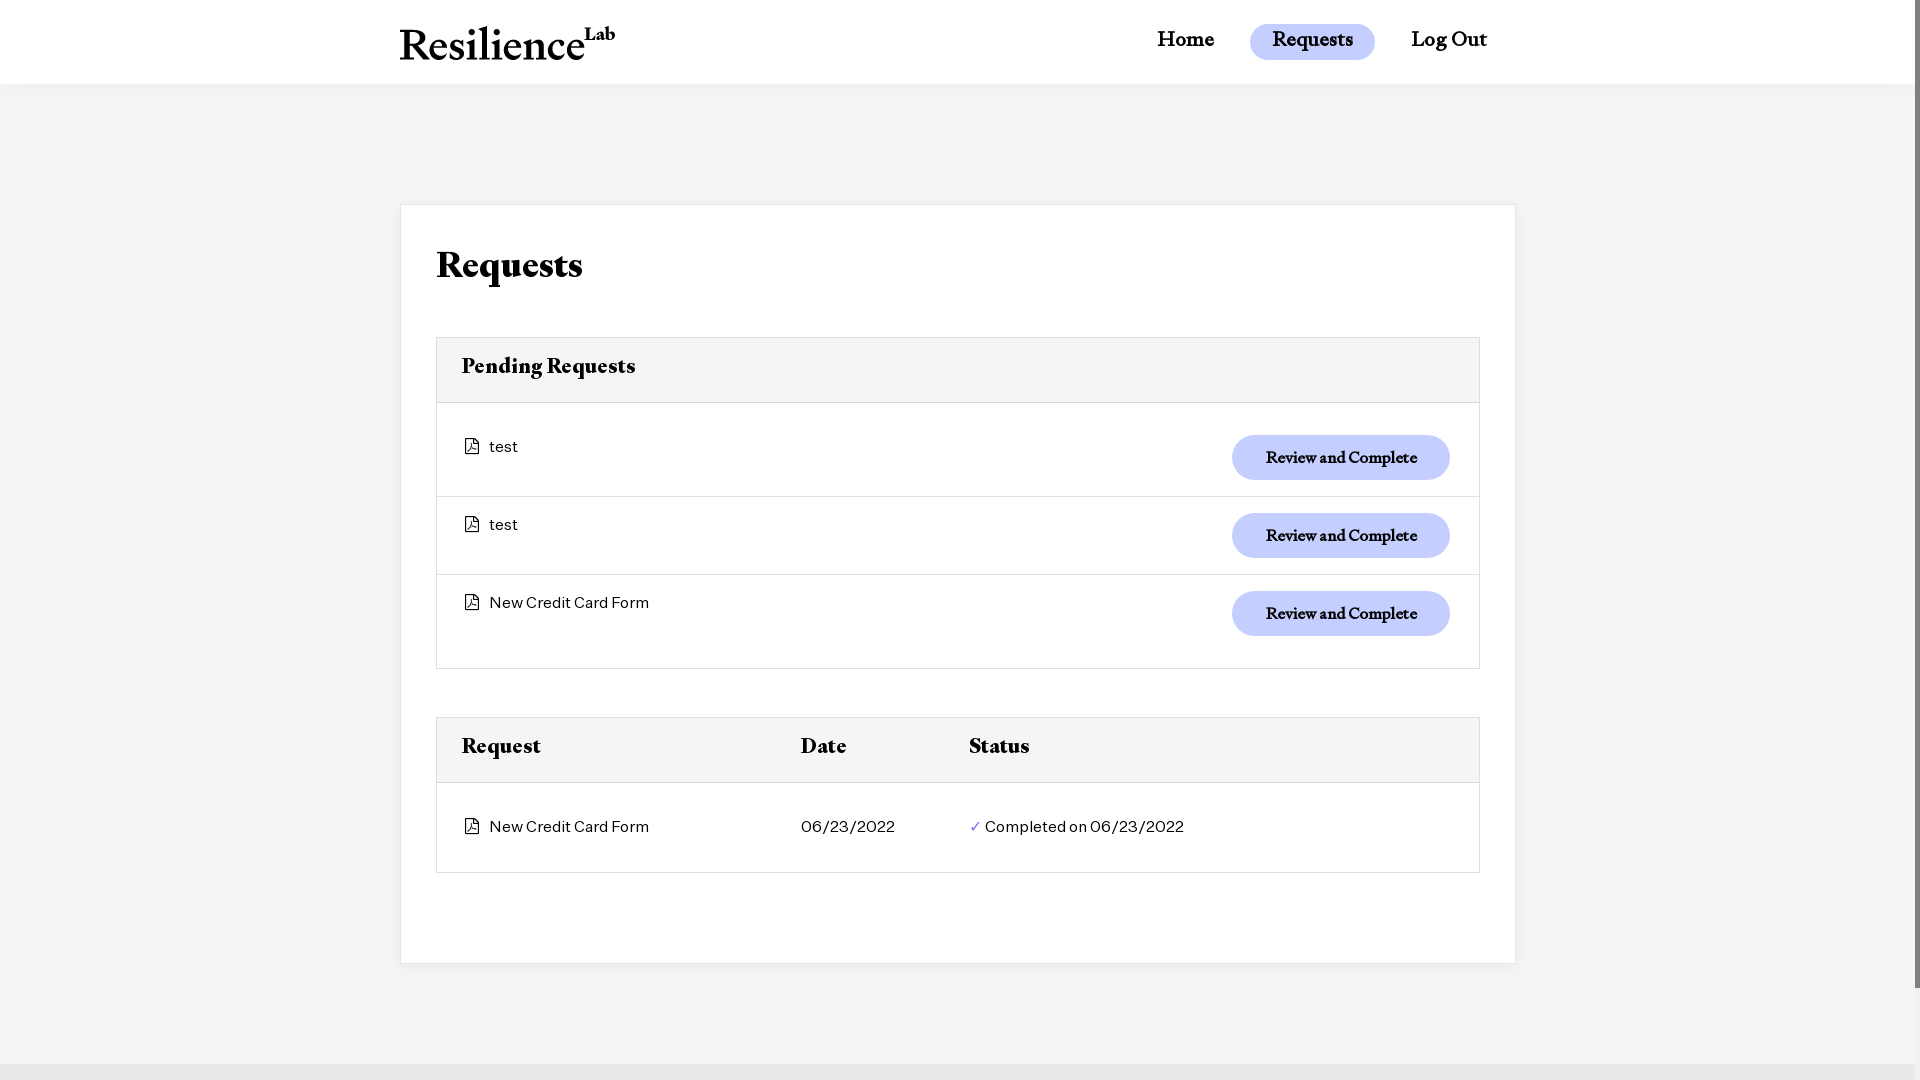 Resilience Lab
Home Requests Log Out
Requests
Pending Requests
test Review and Complete
test Review and Complete
New Credit Card Form Review and Complete
Request Date Status
New Credit Card Form 06/23/2022 ✓ Completed on 06/23/2022